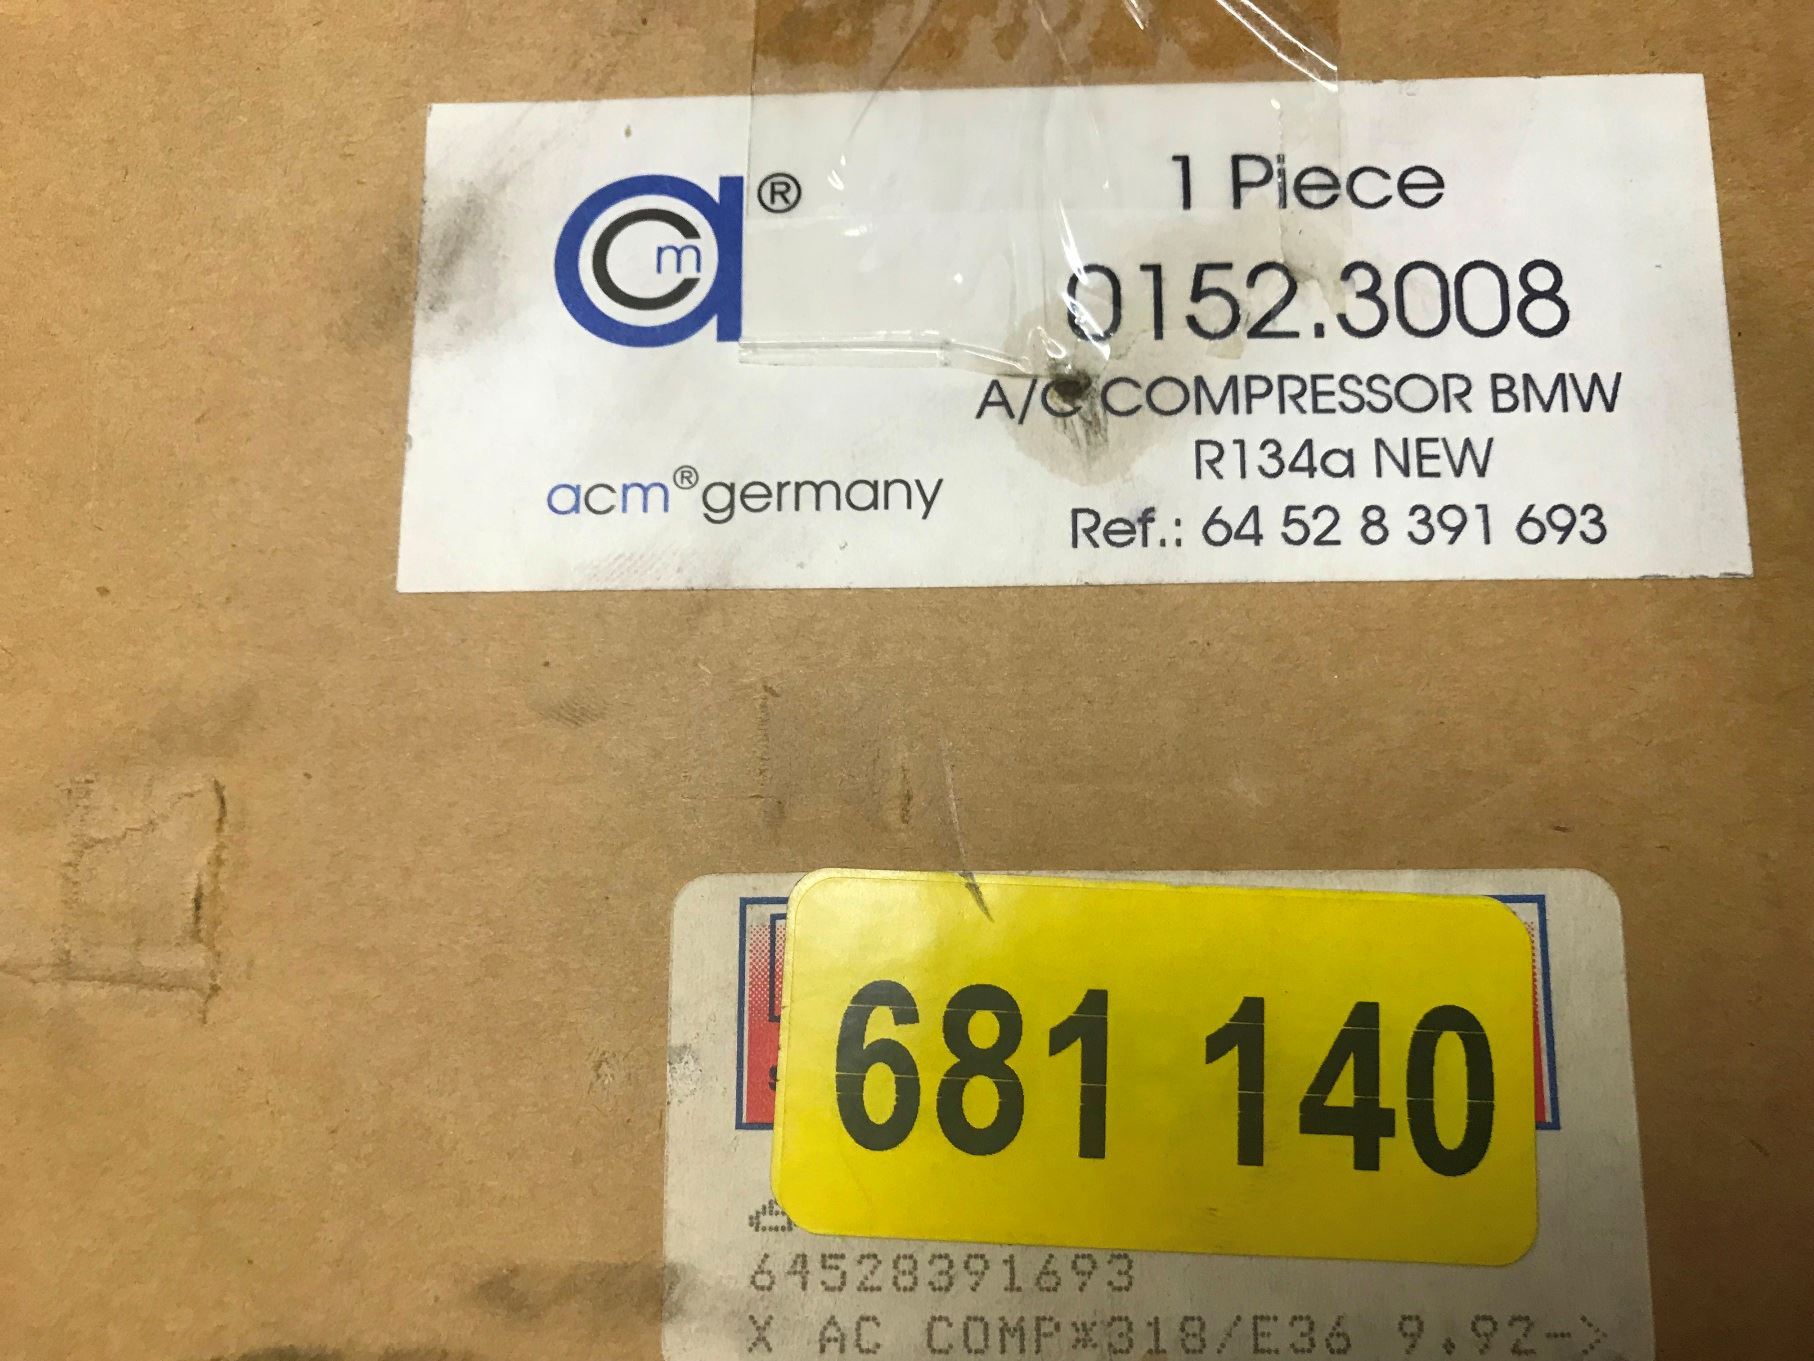 acm®
1 Piece
0152.3008
A/C COMPRESSOR BMW
R134a NEW
acm®germany
Ref.: 64 52 8 391 693
681 140
64528391693
X AC COMP*318/E36 9.92->